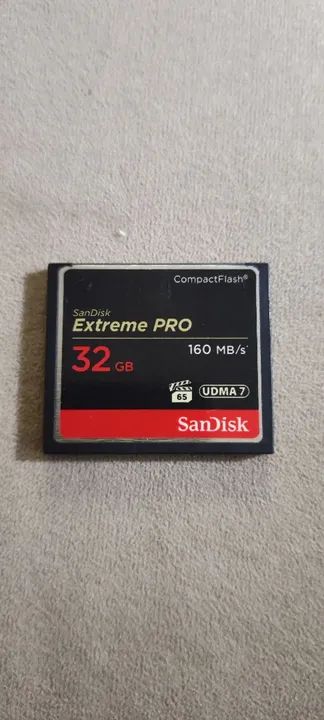 CompactFlash®
SanDisk
Extreme PRO
32 GB
160 MB/s
65
UDMA 7
SanDisk